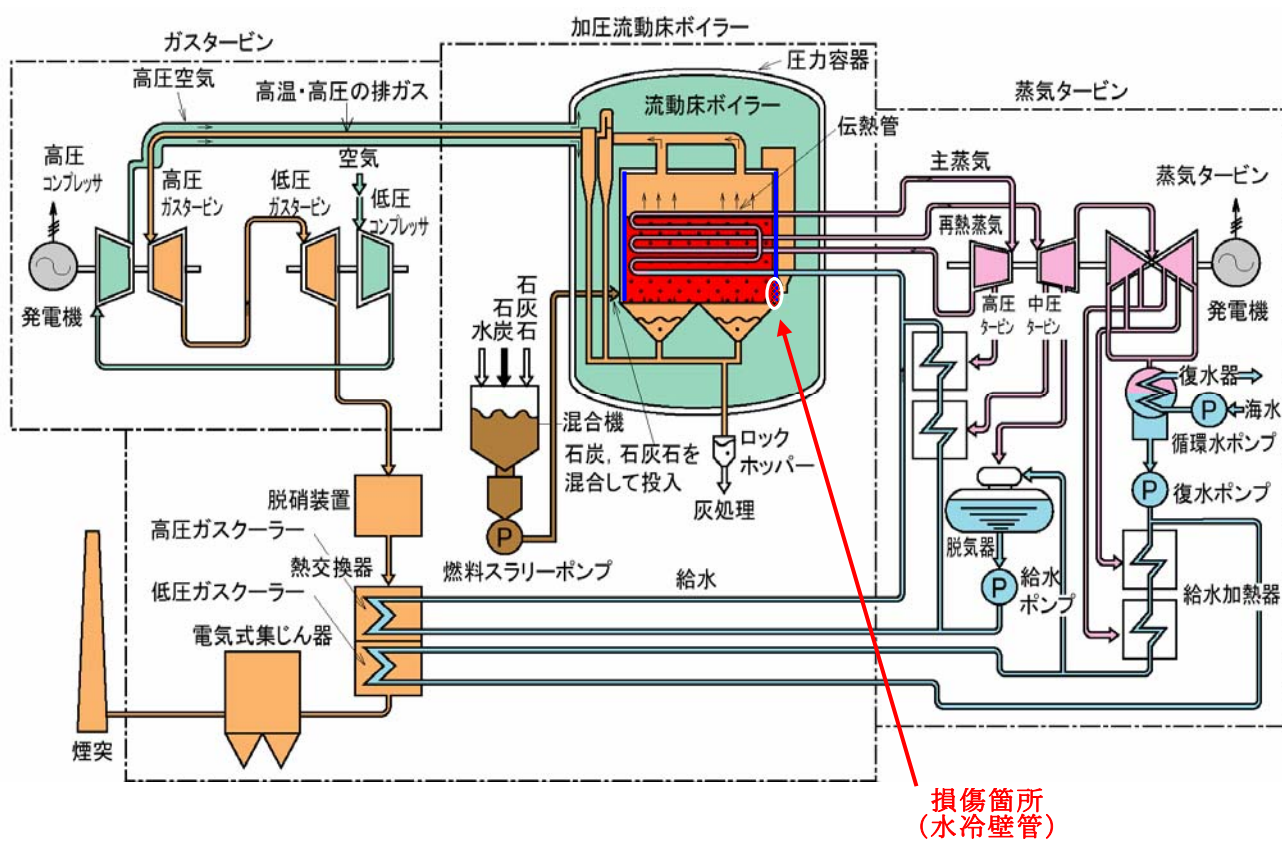 加圧流動床ボイラー
ガスタービン
圧力容器
高圧空気
蒸気タービン
高温・高圧の排ガス
流動床ボイラー
伝熱管
高圧
コンプレッサ
空気
主蒸気
高圧
ガスタービン
低圧
ガスタービン
低圧
コンプレッサ
蒸気タービン
再熱蒸気
発電機
高圧
タービン
中圧
タービン
発電機
水
石炭
石灰石
復水器
P
海水
循環水ポンプ
混合機
ロック
ホッパー
石炭，石灰石を
混合して投入
灰処理
P
復水ポンプ
脱硝装置
高圧ガスクーラー
P
脱気器
燃料スラリーポンプ
熱交換器
給水
P
給水
ポンプ
給水加熱器
低圧ガスクーラー
電気式集じん器
煙突
損傷箇所
（水冷壁管）